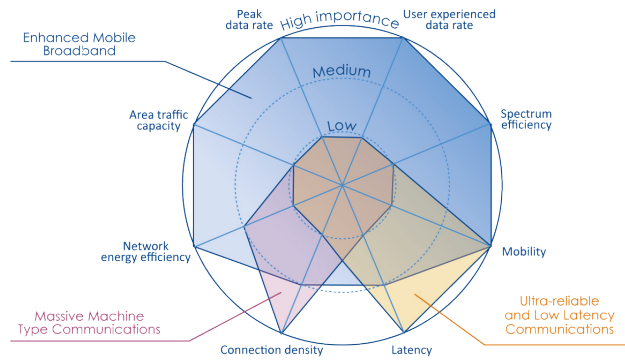 Peak
data rate
High importance
User experienced
data rate
Enhanced Mobile
Broadband
Medium
Area traffic
capacity
Low
Spectrum
efficiency
Network
energy efficiency
Mobility
Massive Machine
Type Communications
Ultra-reliable
and Low Latency
Communications
Connection density
Latency